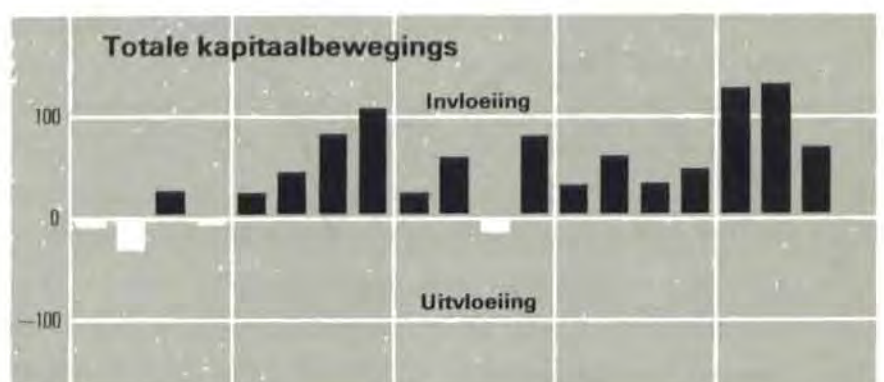 Totale kapitaalbewegings
Invloeiing
100
0
Uitvloeiing
—100